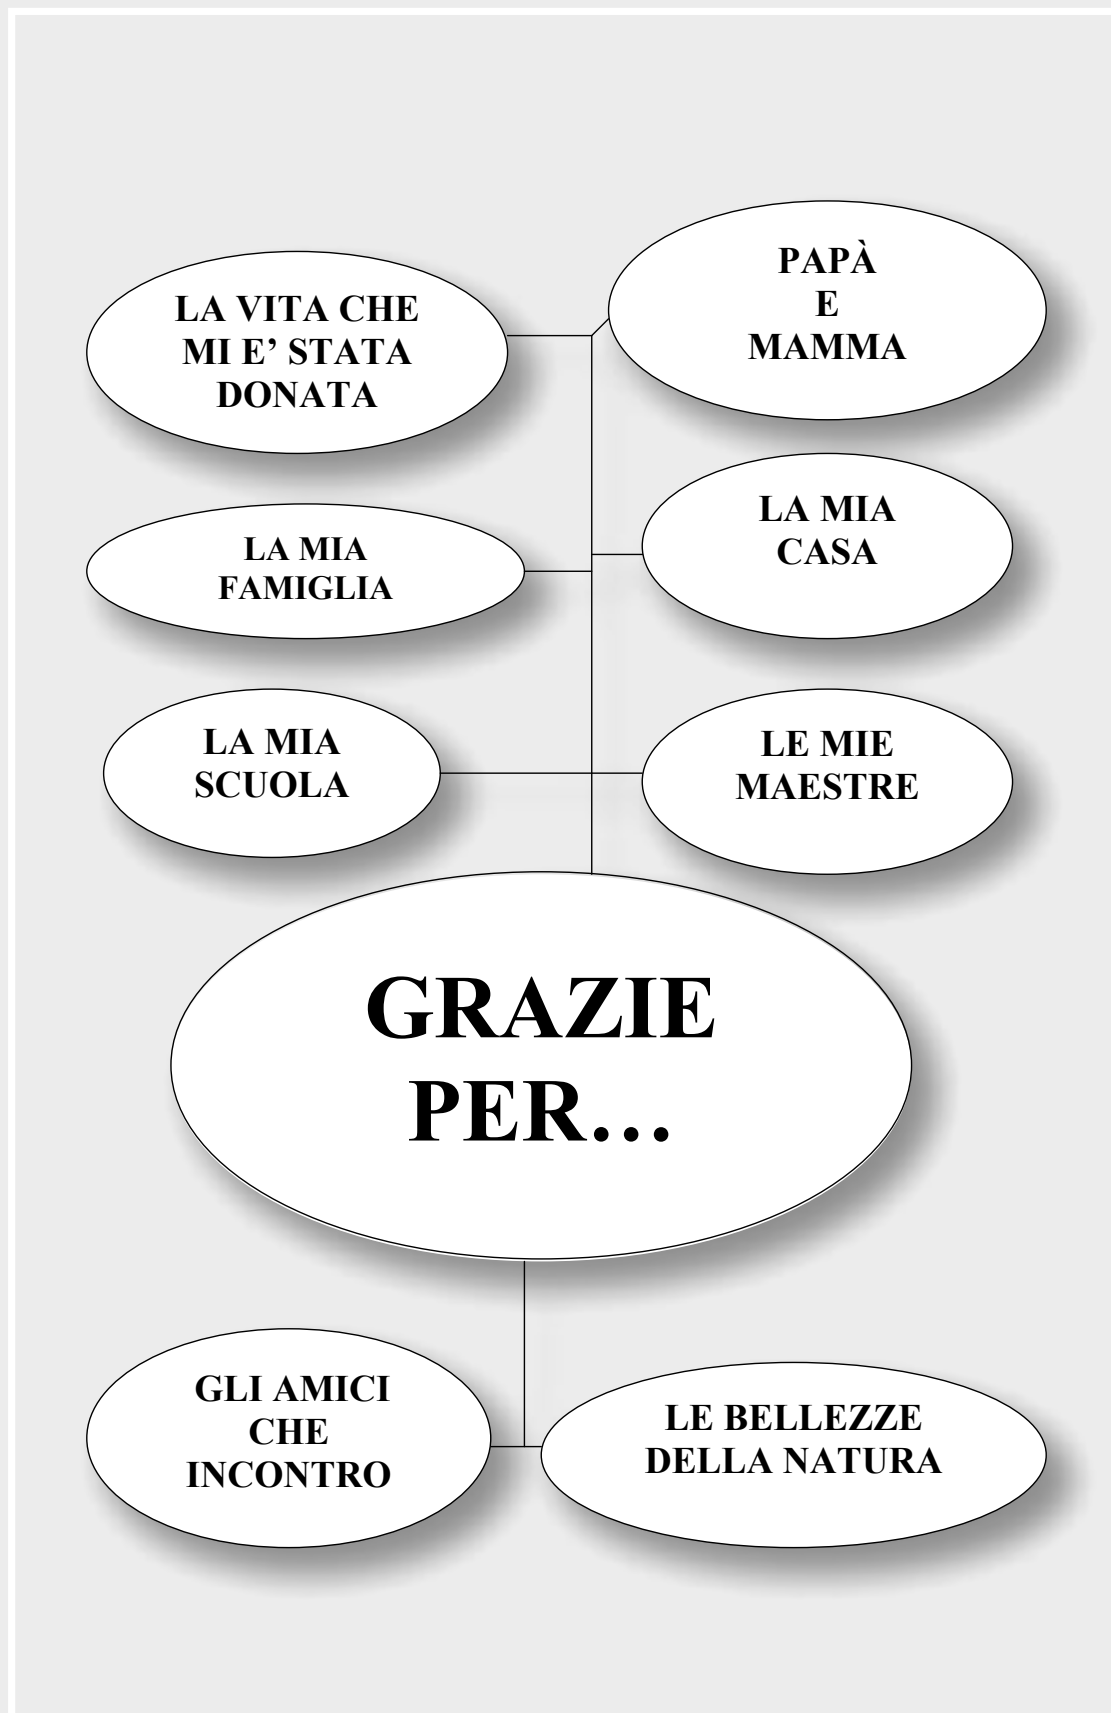 LA VITA CHE
MI E’ STATA
DONATA
PAPÀ
E
MAMMA
LA MIA
FAMIGLIA
LA MIA
CASA
LA MIA
SCUOLA
LE MIE
MAESTRE
GRAZIE
PER…
GLI AMICI
CHE
INCONTRO
LE BELLEZZE
DELLA NATURA